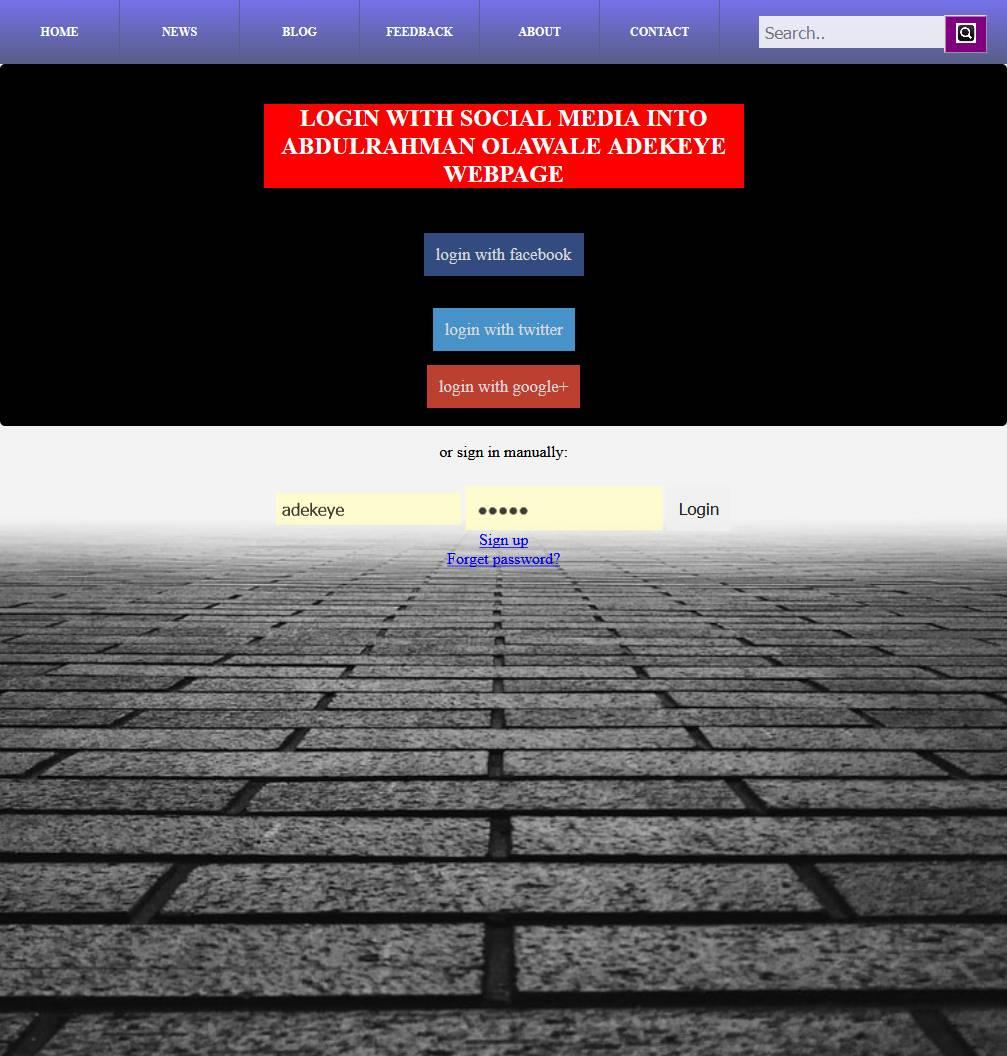 HOME NEWS BLOG FEEDBACK ABOUT CONTACT Search..
LOGIN WITH SOCIAL MEDIA INTO
ABDULRAHMAN OLAWALE ADEKEYE
WEBPAGE
login with facebook
login with twitter
login with google+
or sign in manually:
adekeye ••••• Login
Sign up
Forget password?